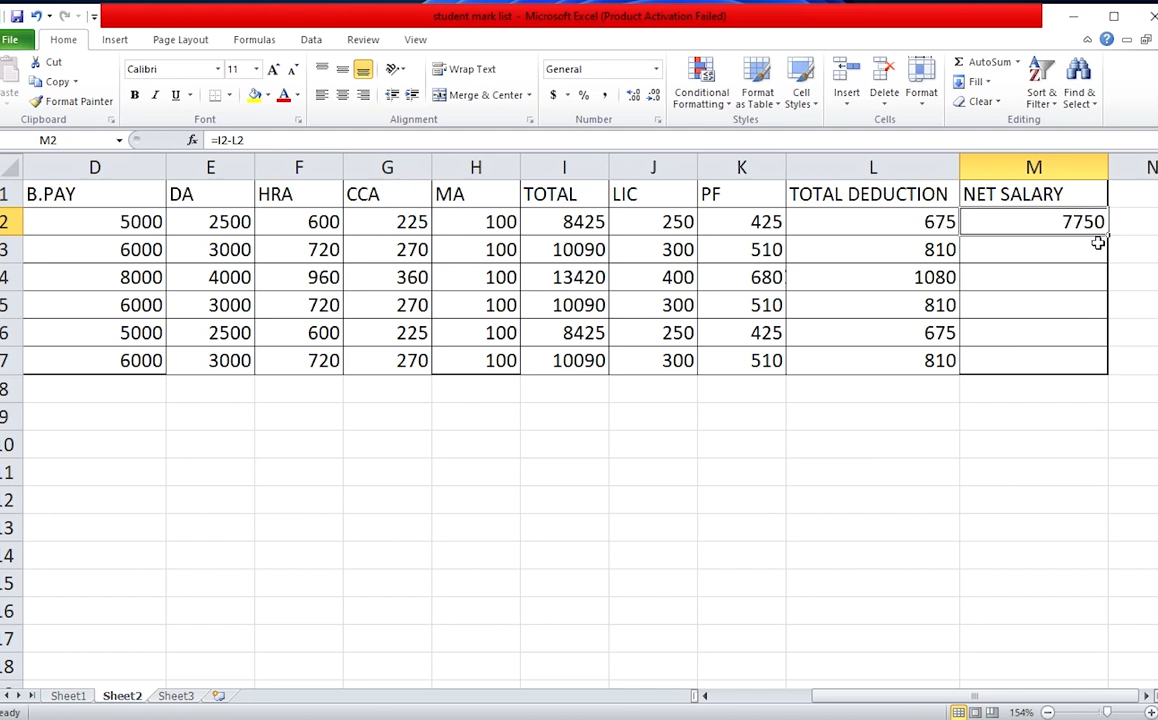 student mark list - Microsoft Excel (Product Activation Failed)
File Home Insert Page Layout Formulas Data Review View
Cut Calibri 11 Wrap Text General AutoSum
Copy Fill
Format Painter Merge & Center Conditional Formatting Format as Table Cell Styles Insert Delete Format Clear Sort & Filter Find & Select
Clipboard Font Alignment Number Styles Cells Editing
M2 fx =I2-L2
D E F G H I J K L M N
1 B.PAY DA HRA CCA MA TOTAL LIC PF TOTAL DEDUCTION NET SALARY
2 5000 2500 600 225 100 8425 250 425 675 7750
3 6000 3000 720 270 100 10090 300 510 810
4 8000 4000 960 360 100 13420 400 680 1080
5 6000 3000 720 270 100 10090 300 510 810
6 5000 2500 600 225 100 8425 250 425 675
7 6000 3000 720 270 100 10090 300 510 810
8
9
10
11
12
13
14
15
16
17
18
Sheet1 Sheet2 Sheet3
154%